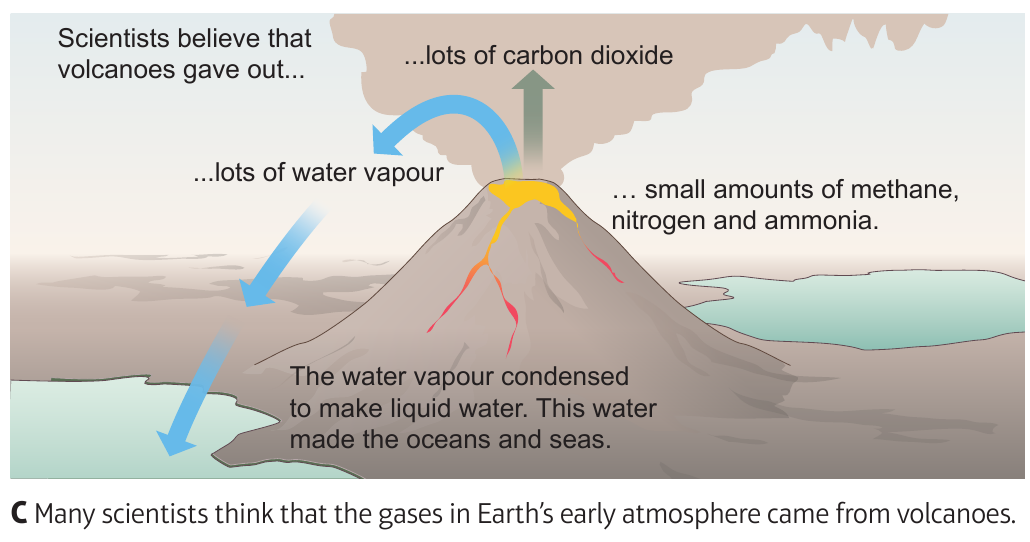 Scientists believe that
volcanoes gave out...
...lots of carbon dioxide
...lots of water vapour
... small amounts of methane,
nitrogen and ammonia.
The water vapour condensed
to make liquid water. This water
made the oceans and seas.
C Many scientists think that the gases in Earth's early atmosphere came from volcanoes.